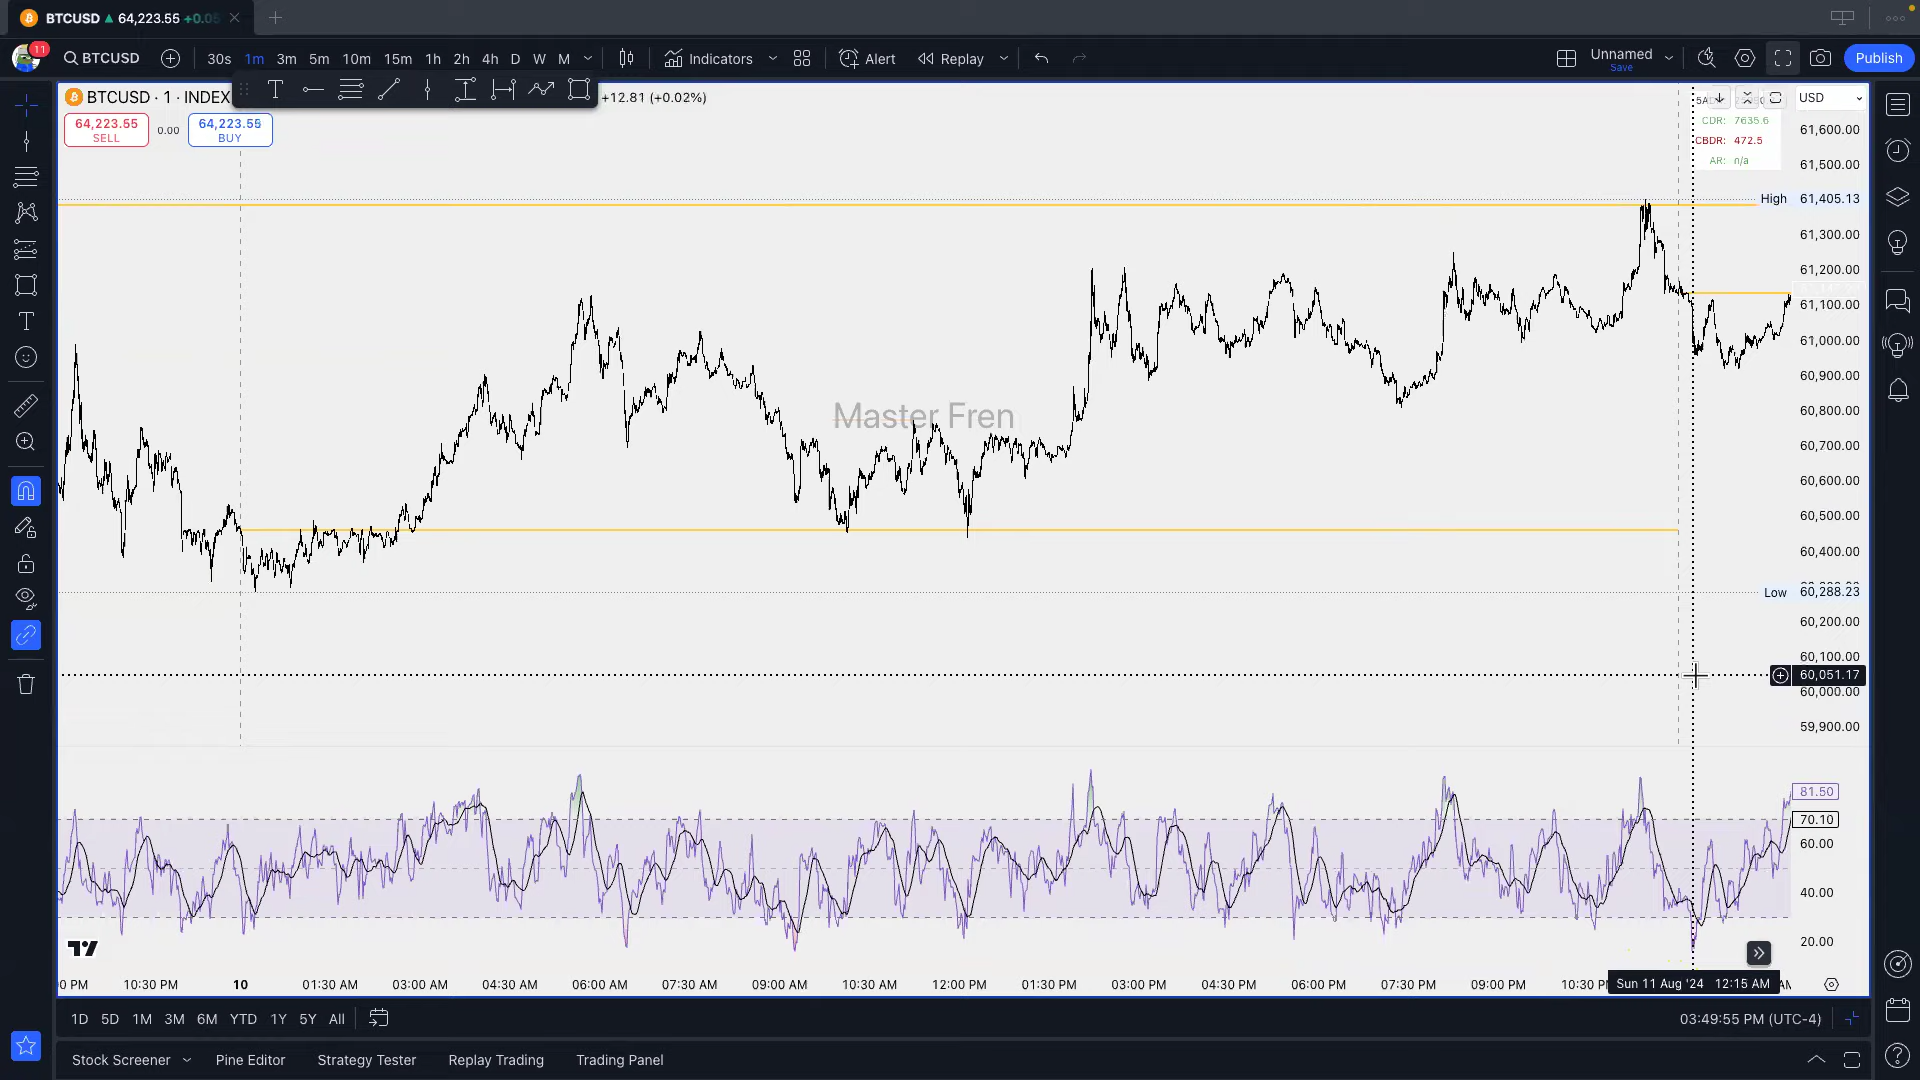 BTCUSD ▲ 64,223.55 +0.05
11 BTCUSD 30s 1m 3m 5m 10m 15m 1h 2h 4h D W M Indicators Alert Replay Unnamed Save Publish
BTCUSD · 1 · INDEX +12.81 (+0.02%)
64,223.55 SELL 0.00 64,223.55 BUY
USD
CDR: 7635.6
CBDR: 472.5
AR: n/a
61,600.00
61,500.00
High 61,405.13
61,300.00
61,200.00
61,100.00
61,000.00
60,900.00
60,800.00
Master Fren
60,700.00
60,600.00
60,500.00
60,400.00
Low 60,288.23
60,200.00
60,100.00
60,051.17
60,000.00
59,900.00
81.50
70.10
60.00
40.00
20.00
10:30 PM 10 01:30 AM 03:00 AM 04:30 AM 06:00 AM 07:30 AM 09:00 AM 10:30 AM 12:00 PM 01:30 PM 03:00 PM 04:30 PM 06:00 PM 07:30 PM 09:00 PM Sun 11 Aug '24 12:15 AM
1D 5D 1M 3M 6M YTD 1Y 5Y All 03:49:55 PM (UTC-4)
Stock Screener Pine Editor Strategy Tester Replay Trading Trading Panel